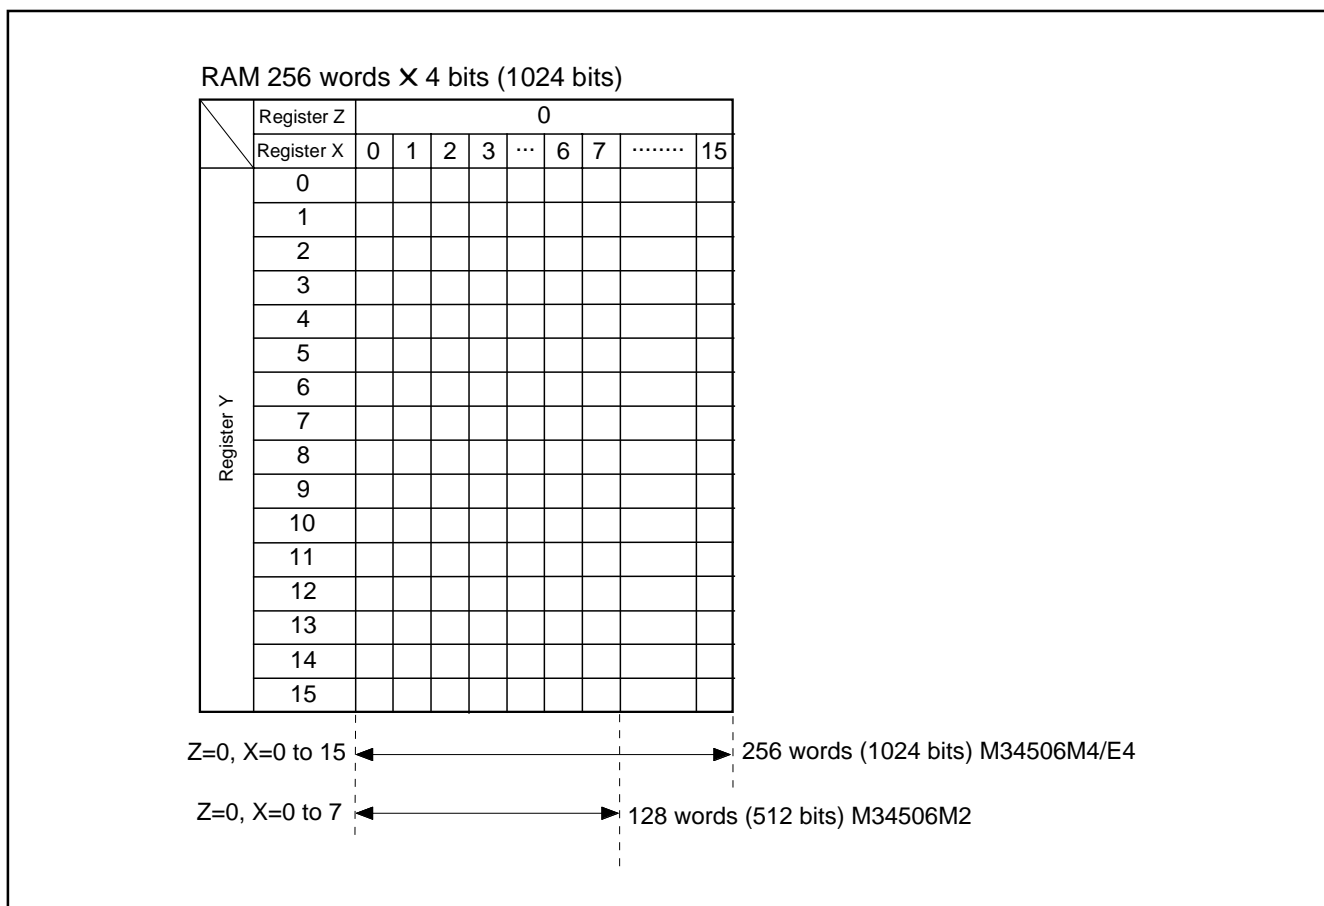 RAM 256 words ✕ 4 bits (1024 bits)
Register Z 0
Register X 0 1 2 3 ··· 6 7 ········ 15
Register Y
0
1
2
3
4
5
6
7
8
9
10
11
12
13
14
15
Z=0, X=0 to 15 256 words (1024 bits) M34506M4/E4
Z=0, X=0 to 7 128 words (512 bits) M34506M2